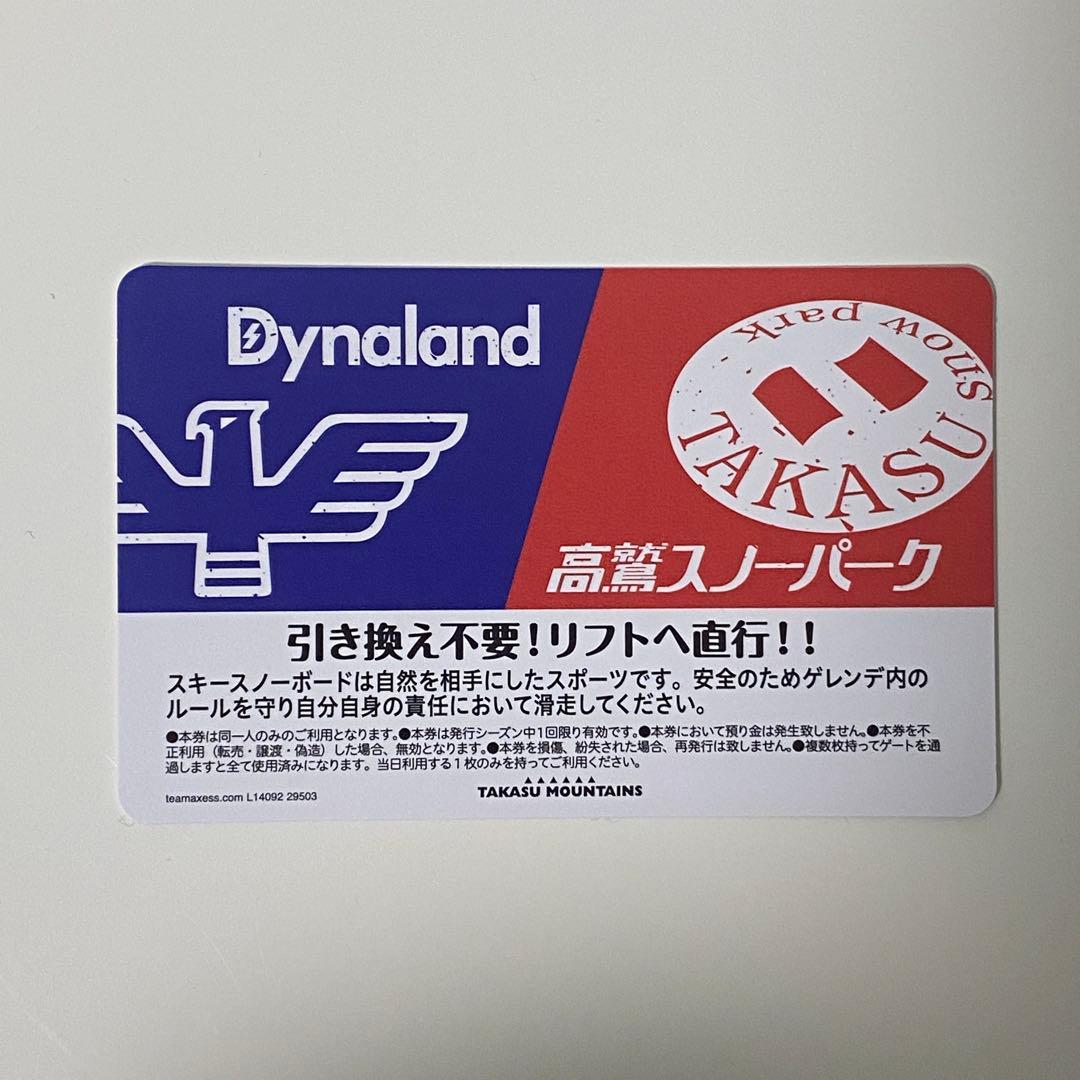 Dynaland
snow park
TAKASU
高鷲スノーパーク
引き換え不要！リフトへ直行！！
スキースノーボードは自然を相手にしたスポーツです。安全のためゲレンデ内の
ルールを守り自分自身の責任において滑走してください。
●本券は同一人のみのご利用となります。●本券は発行シーズン中1回限り有効です。●本券において預り金は発生致しません。●本券を不
正利用（転売・譲渡・偽造）した場合、無効となります。●本券を損傷、紛失された場合、再発行は致しません。●複数枚持ってゲートを通
過しますと全て使用済みになります。当日利用する１枚のみを持ってご利用ください。
TAKASU MOUNTAINS
teamaxess.com L14092 29503